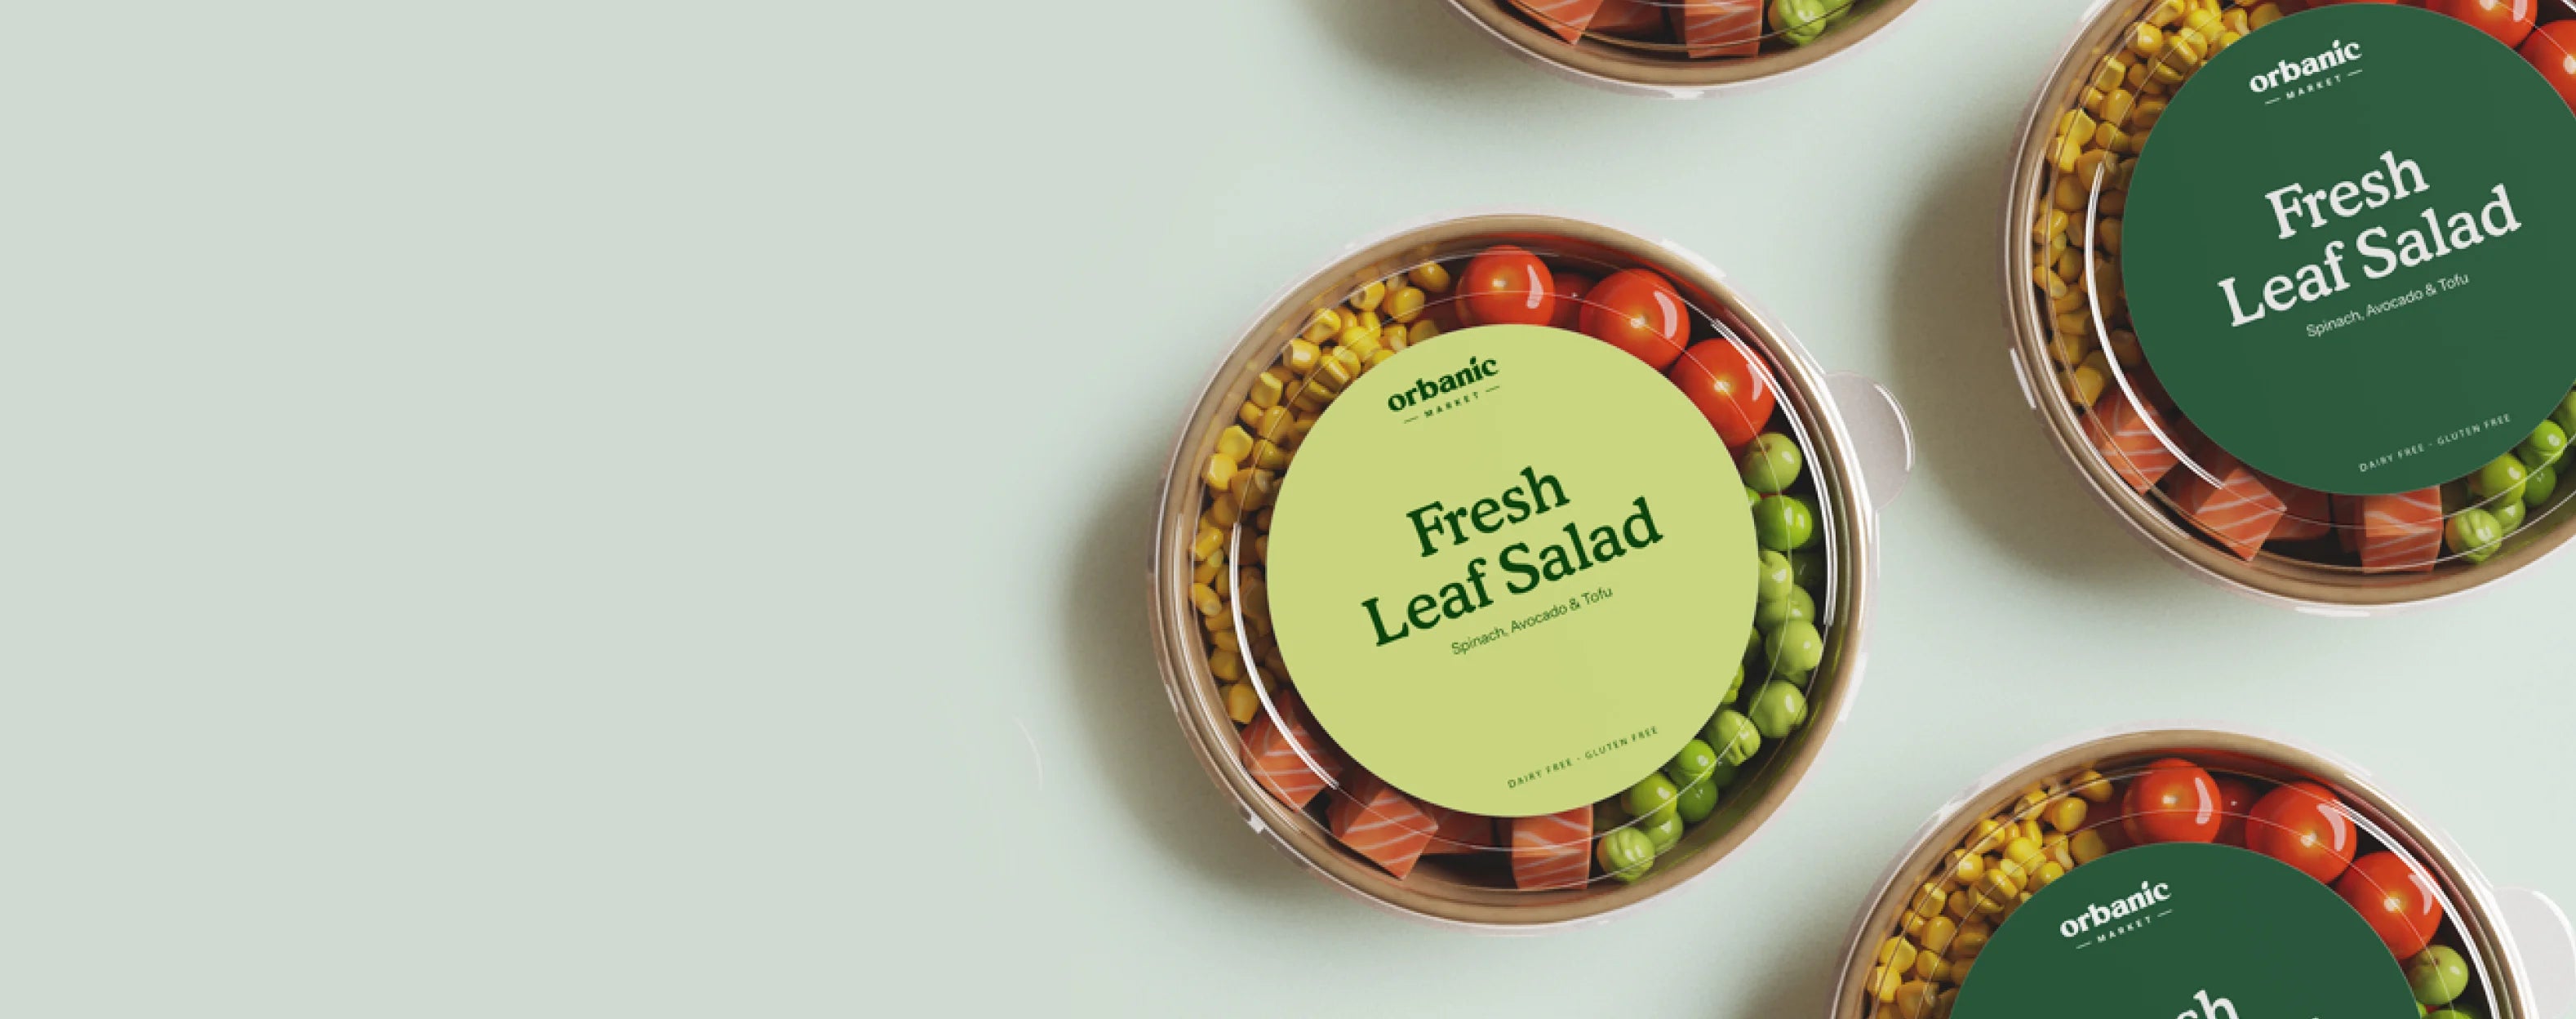 orbanic
MARKET
Fresh
Leaf Salad
Spinach, Avocado & Tofu
DAIRY FREE - GLUTEN FREE
orbanic
MARKET
Fresh
Leaf Salad
Spinach, Avocado & Tofu
DAIRY FREE - GLUTEN FREE
orbanic
MARKET